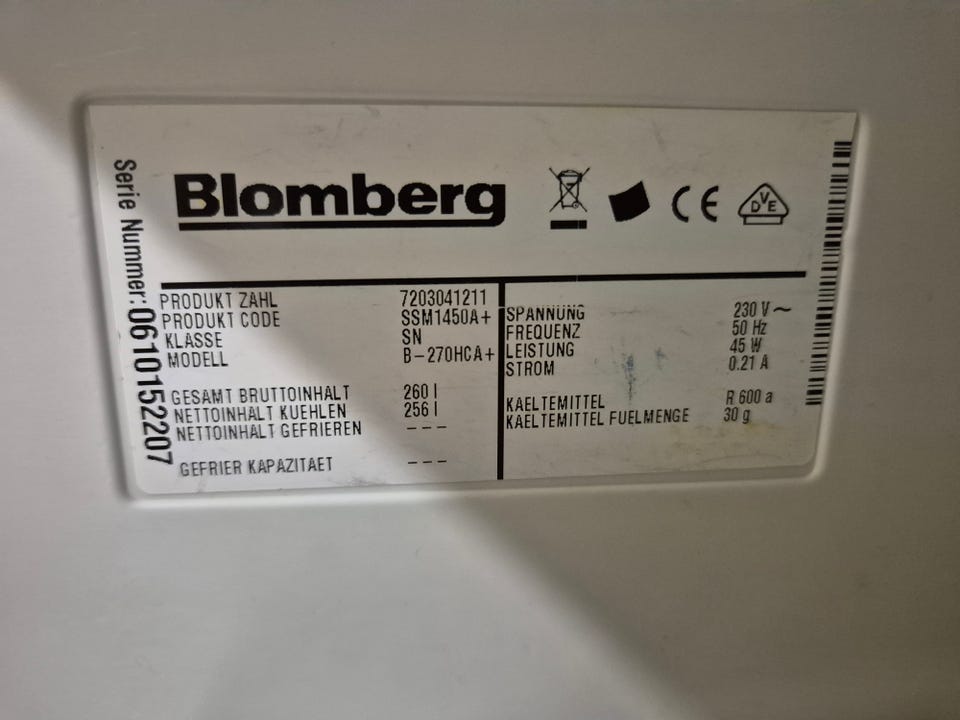 Blomberg
CE
VDE
Serie Nummer: 0610152207
PRODUKT ZAHL 7203041211
PRODUKT CODE SSM1450A+
KLASSE SN
MODELL B-270HCA+
GESAMT BRUTTOINHALT 260 l
NETTOINHALT KUEHLEN 256 l
NETTOINHALT GEFRIEREN ---
GEFRIER KAPAZITAET ---
SPANNUNG 230 V ~
FREQUENZ 50 Hz
LEISTUNG 45 W
STROM 0.21 A
KAELTEMITTEL R 600 a
KAELTEMITTEL FUELMENGE 30 g